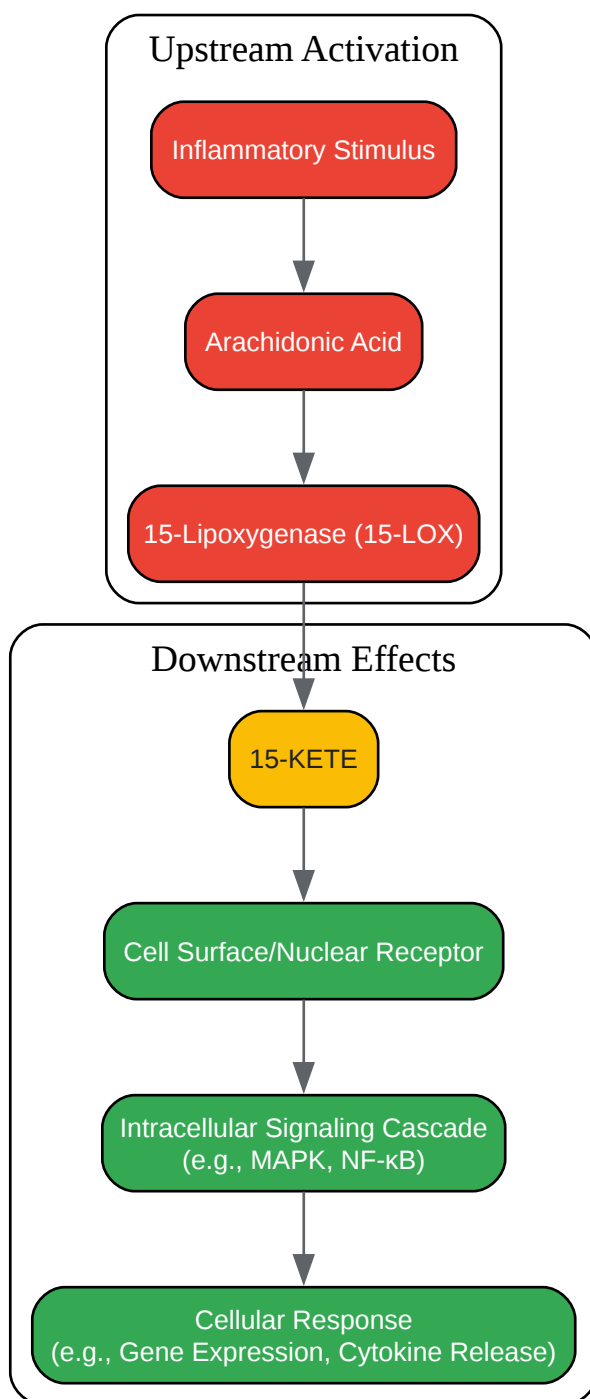 Upstream Activation
Inflammatory Stimulus
Arachidonic Acid
15-Lipoxygenase (15-LOX)
Downstream Effects
15-KETE
Cell Surface/Nuclear Receptor
Intracellular Signaling Cascade
(e.g., MAPK, NF-κB)
Cellular Response
(e.g., Gene Expression, Cytokine Release)